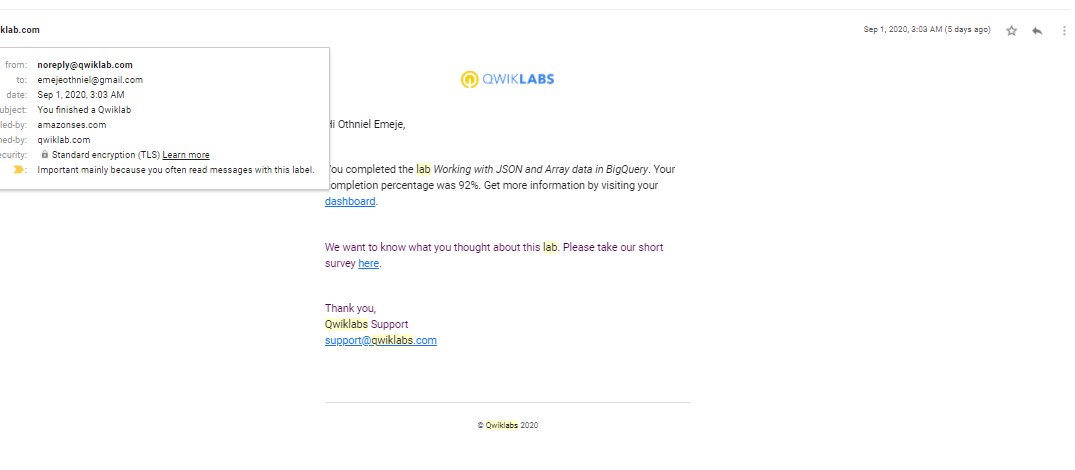 klab.com
Sep 1, 2020, 3:03 AM (5 days ago)
from: noreply@qwiklab.com
to: emejeothniel@gmail.com
date: Sep 1, 2020, 3:03 AM
ubject: You finished a Qwiklab
led-by: amazonses.com
ned-by: qwiklab.com
ecurity: Standard encryption (TLS) Learn more
: Important mainly because you often read messages with this label.
QWIKLABS
Hi Othniel Emeje,
You completed the lab Working with JSON and Array data in BigQuery. Your
completion percentage was 92%. Get more information by visiting your
dashboard.
We want to know what you thought about this lab. Please take our short
survey here.
Thank you,
Qwiklabs Support
support@qwiklabs.com
© Qwiklabs 2020